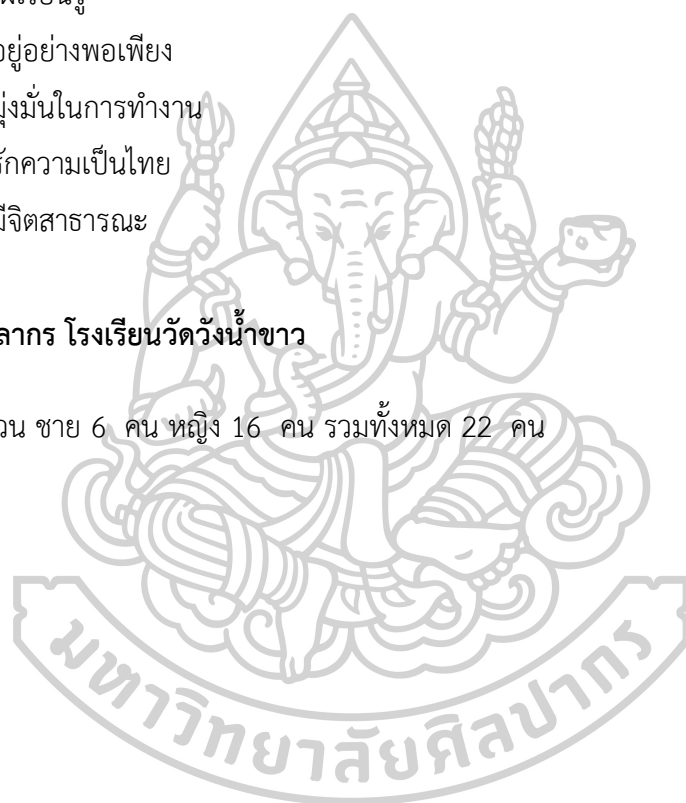 อยู่อย่างพอเพียง
มุ่งมั่นในการทำงาน
รักความเป็นไทย
มีจิตสาธารณะ
ลากร โรงเรียนวัดวังน้ำขาว
วน ชาย 6 คน หญิง 16 คน รวมทั้งหมด 22 คน
มหาวิทยาลัยศิลปากร